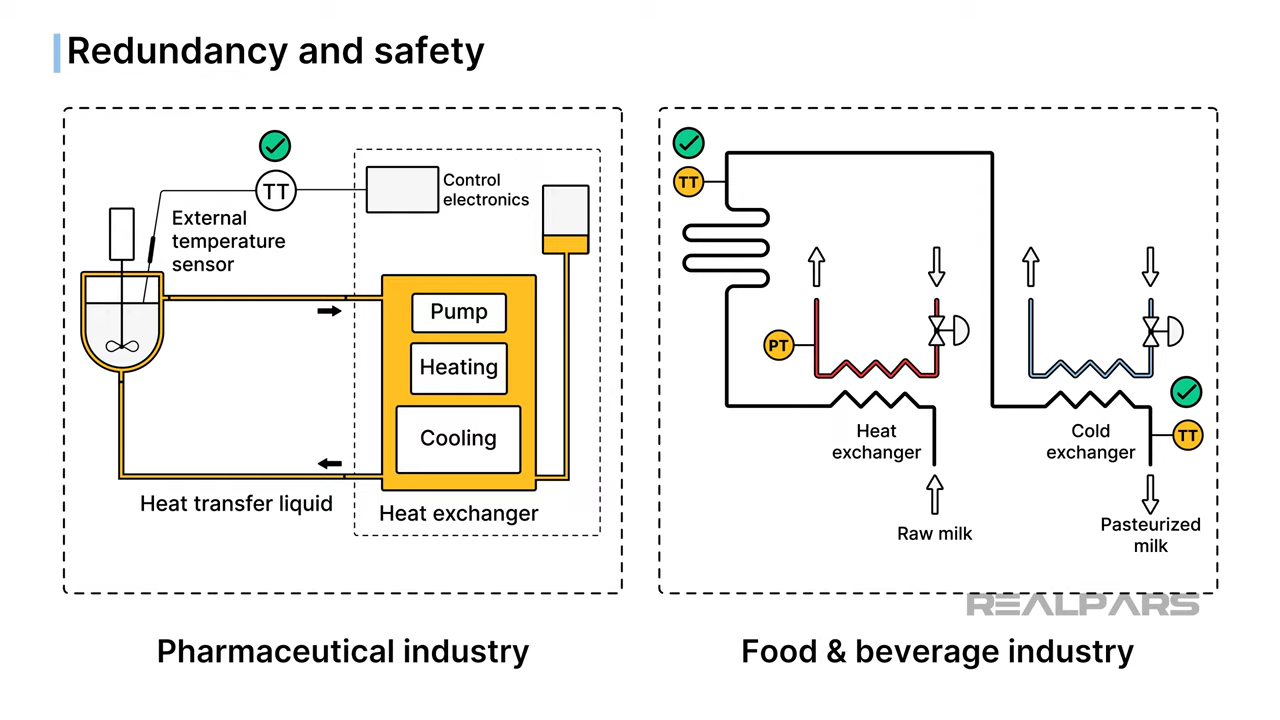 Redundancy and safety
TT
Control
electronics
External
temperature
sensor
Pump
Heating
Cooling
Heat transfer liquid
Heat exchanger
Pharmaceutical industry
TT
PT
Heat
exchanger
Cold
exchanger
TT
Raw milk
Pasteurized
milk
REALPARS
Food & beverage industry